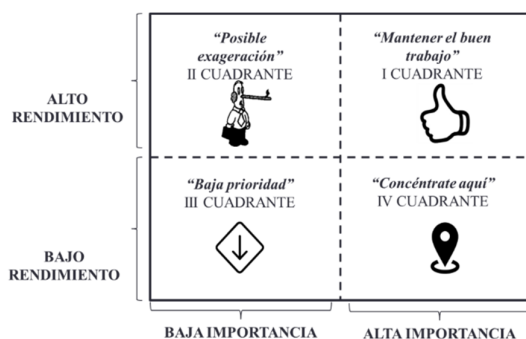 “Posible
exageración”
II CUADRANTE
“Mantener el buen
trabajo”
I CUADRANTE
ALTO
RENDIMIENTO
“Baja prioridad”
III CUADRANTE
“Concéntrate aquí”
IV CUADRANTE
BAJO
RENDIMIENTO
BAJA IMPORTANCIA
ALTA IMPORTANCIA